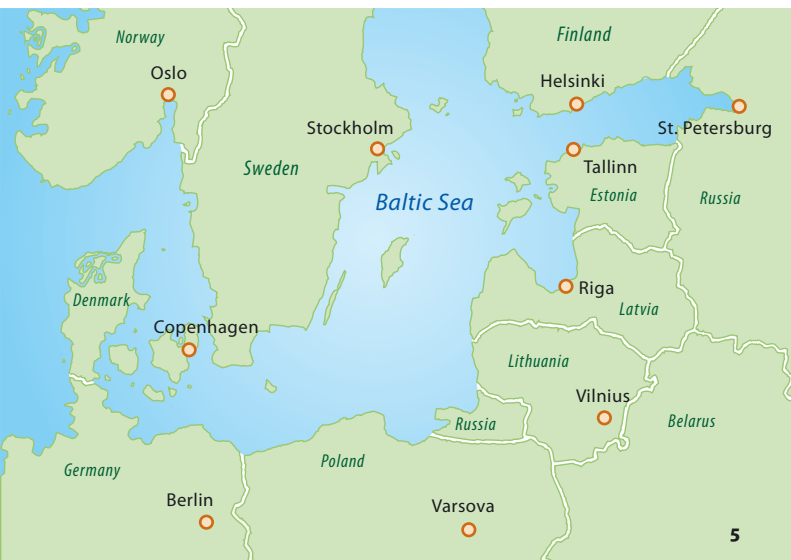 Norway
Finland
Oslo
Helsinki
Stockholm
St. Petersburg
Sweden
Tallinn
Baltic Sea
Estonia
Russia
Riga
Denmark
Latvia
Copenhagen
Lithuania
Vilnius
Russia
Belarus
Poland
Germany
Berlin
Varsova
5